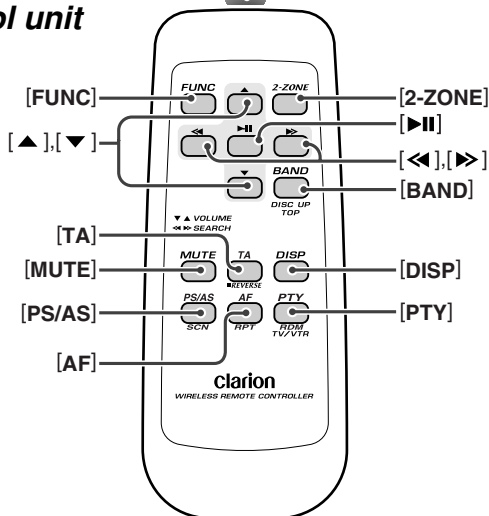 ol unit
FUNC ▲ 2-ZONE
[FUNC] [2-ZONE]
[▲],[▼] ◀◀ ▶II ▶▶ [▶II]
[◀◀],[▶▶]
▼ BAND [BAND]
DISC UP
TOP
▼ ▲ VOLUME
◀◀ ▶▶ SEARCH
[TA]
MUTE TA DISP
[MUTE] [DISP]
■REVERSE
PS/AS AF PTY
[PS/AS] [PTY]
SCN RPT RDM
TV/VTR
[AF]
clarion
WIRELESS REMOTE CONTROLLER